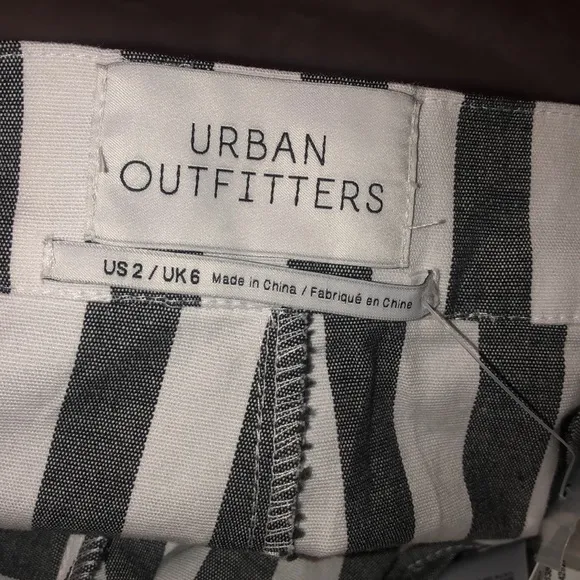 URBAN
OUTFITTERS
US 2 / UK 6 Made in China / Fabriqué en Chine